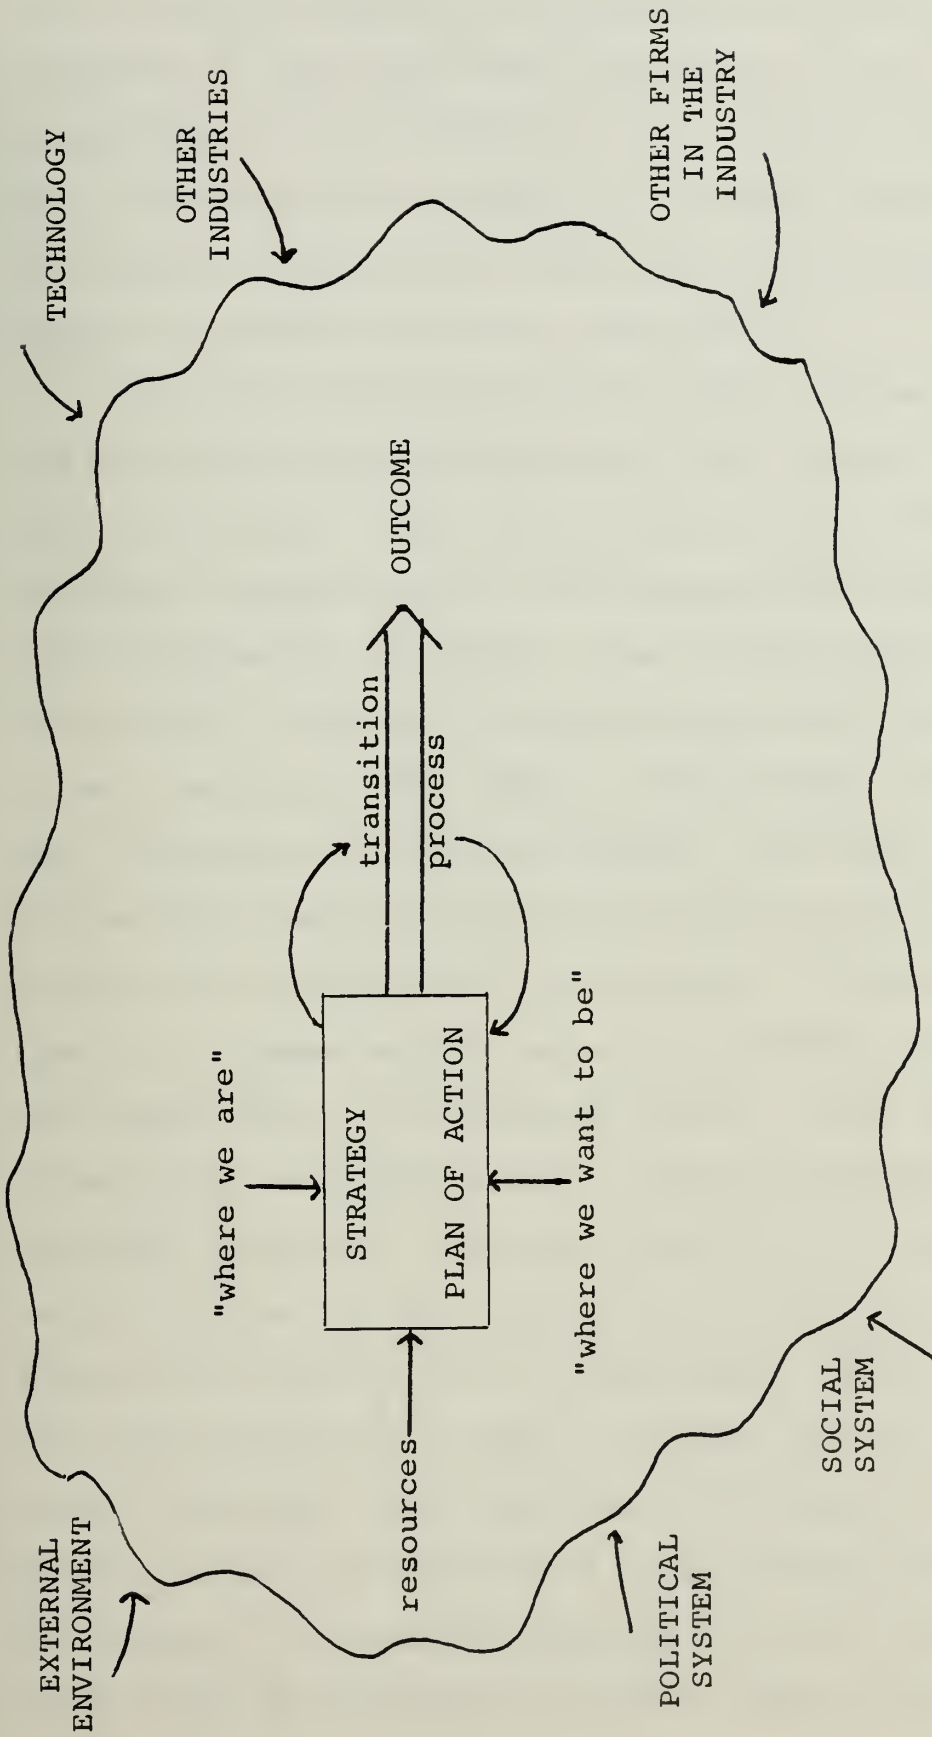 EXTERNAL
ENVIRONMENT
TECHNOLOGY
OTHER
INDUSTRIES
"where we are"
STRATEGY
PLAN OF ACTION
resources
transition
process
OUTCOME
"where we want to be"
POLITICAL
SYSTEM
SOCIAL
SYSTEM
OTHER FIRMS
IN THE
INDUSTRY